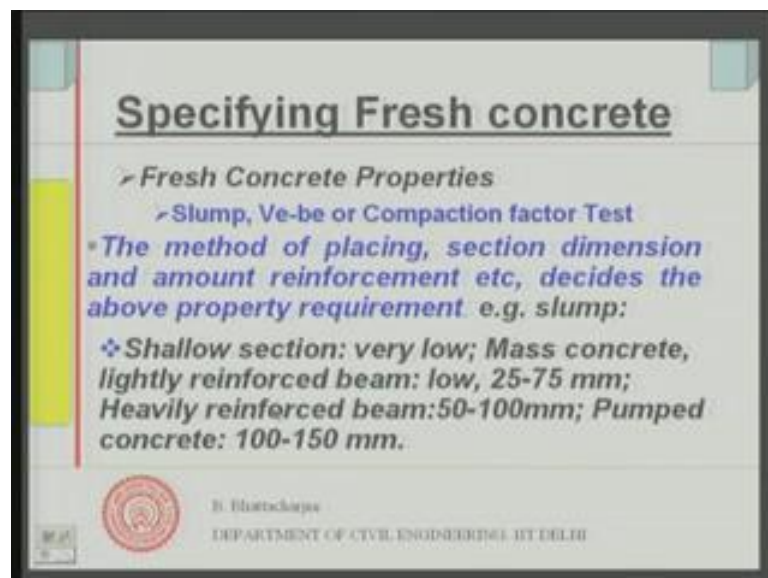 Specifying Fresh concrete
➢Fresh Concrete Properties
➢Slump, Ve-be or Compaction factor Test
•The method of placing, section dimension
and amount reinforcement etc, decides the
above property requirement. e.g. slump:
❖Shallow section: very low; Mass concrete,
lightly reinforced beam: low, 25-75 mm;
Heavily reinforced beam:50-100mm; Pumped
concrete: 100-150 mm.
B. Bhattacharjee
DEPARTMENT OF CIVIL ENGINEERING, IIT DELHI